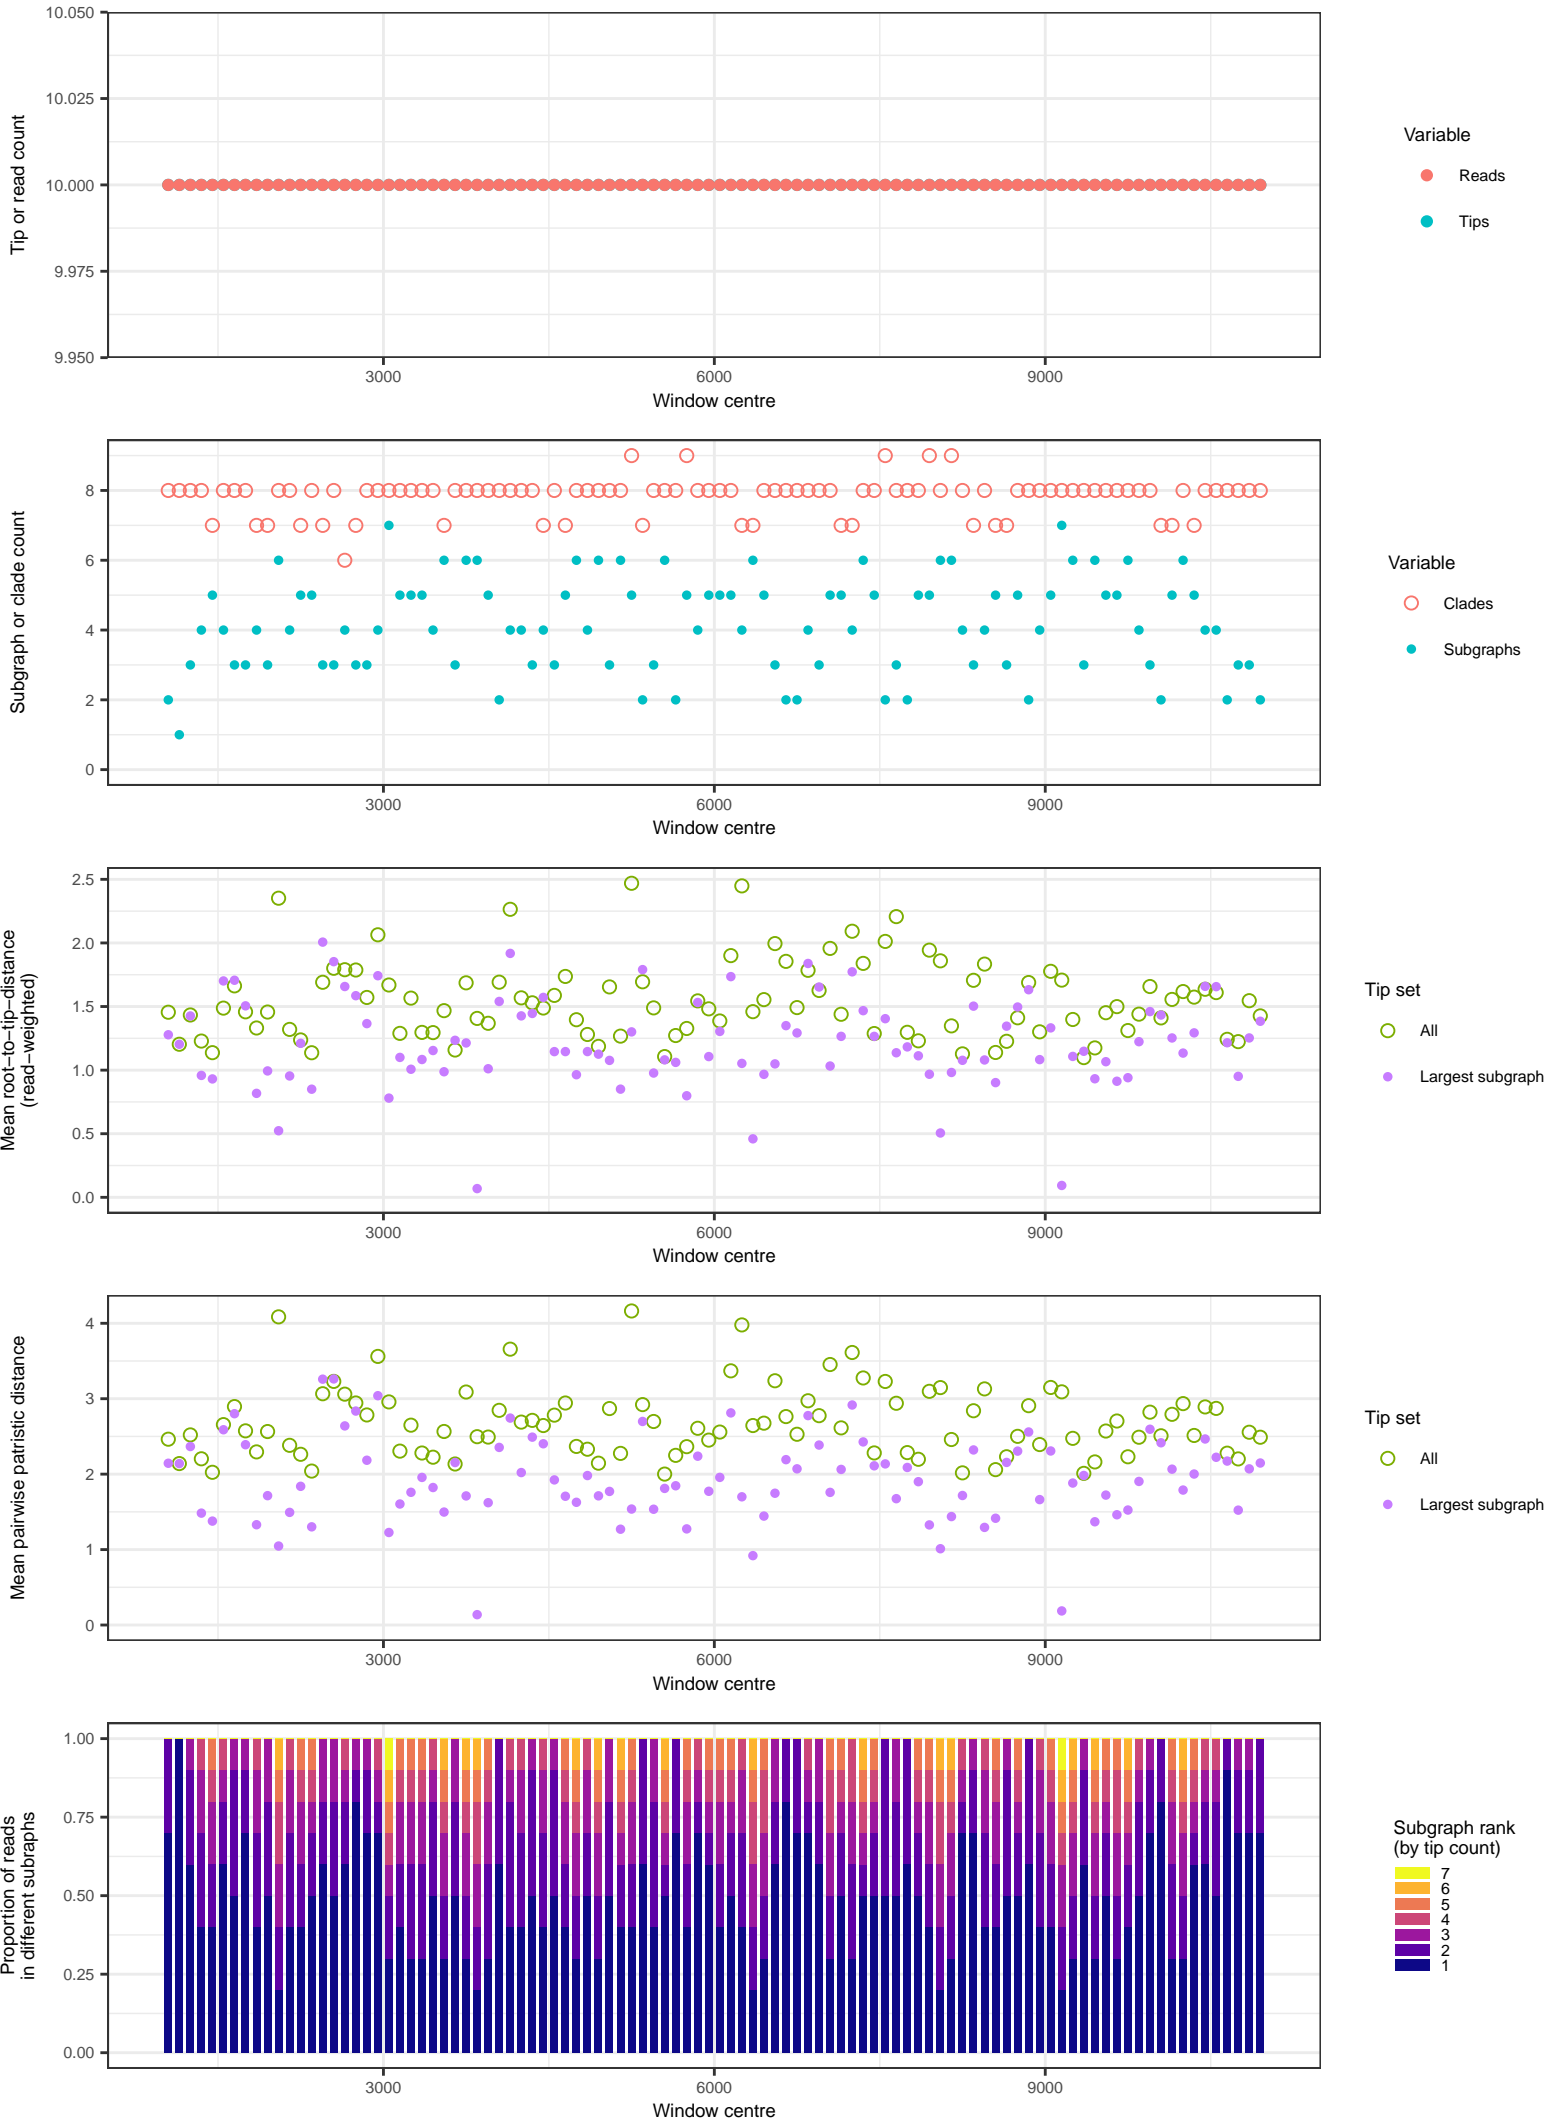 10.050
10.025
10.000
9.975
9.950
Tip or read count
3000
6000
9000
Window centre
Variable
Reads
Tips
8
6
4
2
0
Subgraph or clade count
3000
6000
9000
Window centre
Variable
Clades
Subgraphs
2.5
2.0
1.5
1.0
0.5
0.0
Mean root−to−tip−distance
(read−weighted)
3000
6000
9000
Window centre
Tip set
All
Largest subgraph
4
3
2
1
0
Mean pairwise patristic distance
3000
6000
9000
Window centre
Tip set
All
Largest subgraph
1.00
0.75
0.50
0.25
0.00
Proportion of reads
in different subraphs
3000
6000
9000
Window centre
Subgraph rank
(by tip count)
7
6
5
4
3
2
1